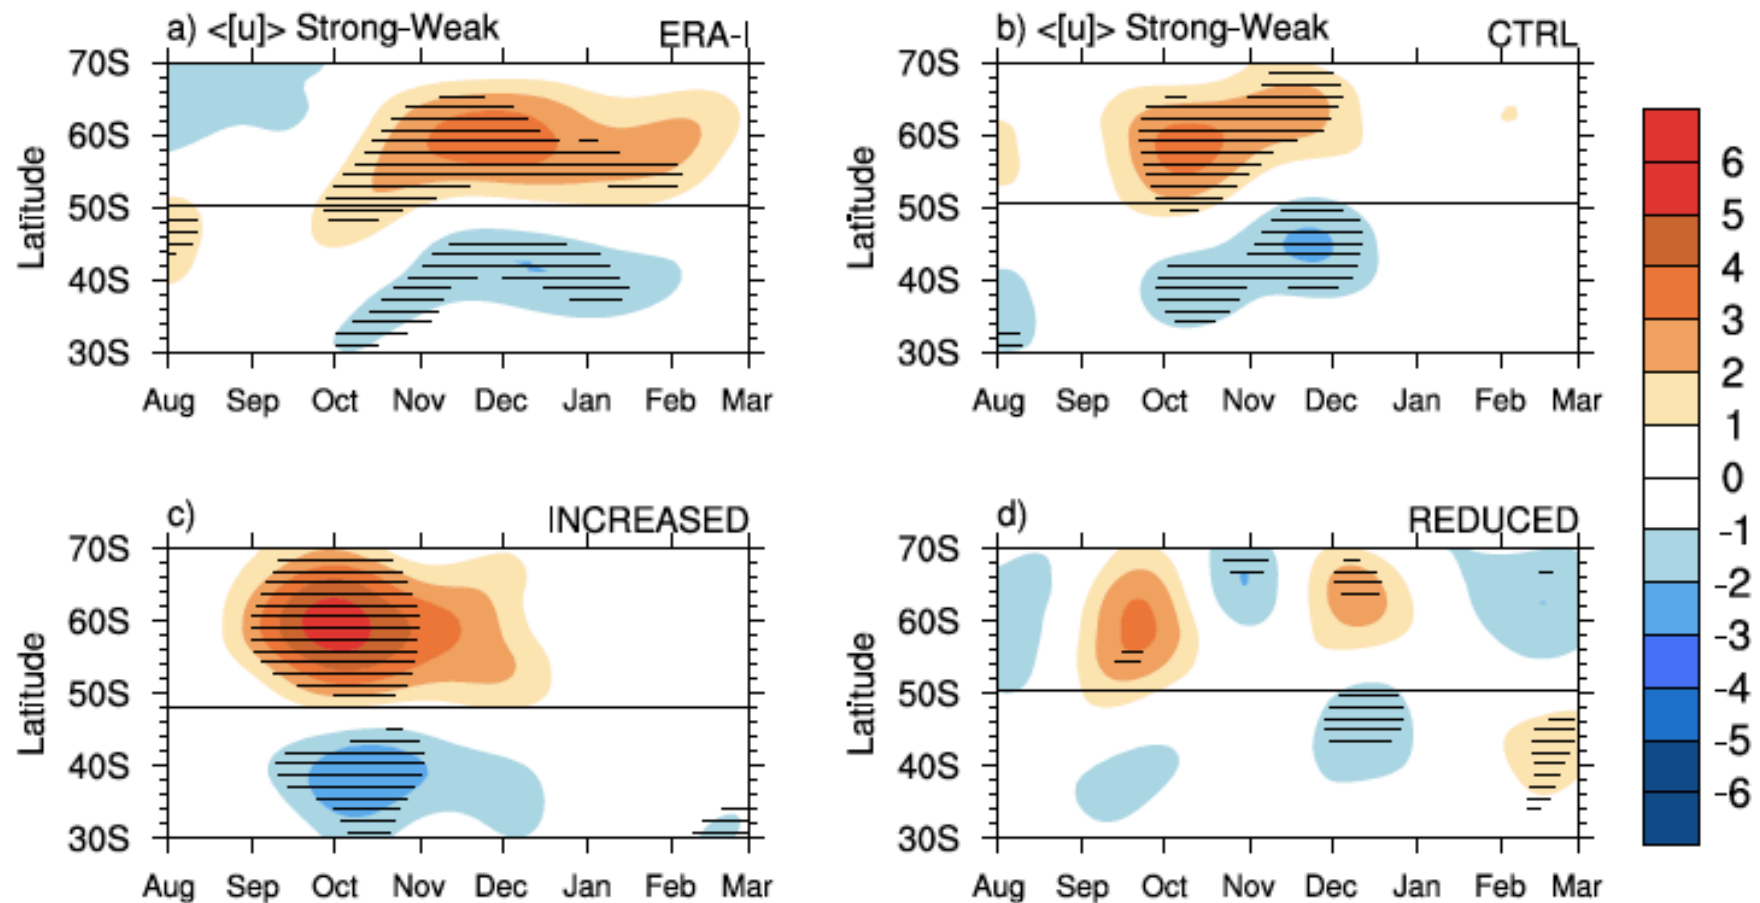 a) <[u]> Strong-Weak ERA-I
b) <[u]> Strong-Weak CTRL
70S
60S
50S
40S
30S
Latitude
Aug Sep Oct Nov Dec Jan Feb Mar
70S
60S
50S
40S
30S
Latitude
Aug Sep Oct Nov Dec Jan Feb Mar
c) INCREASED
d) REDUCED
70S
60S
50S
40S
30S
Latitude
Aug Sep Oct Nov Dec Jan Feb Mar
70S
60S
50S
40S
30S
Latitude
Aug Sep Oct Nov Dec Jan Feb Mar
6
5
4
3
2
1
0
-1
-2
-3
-4
-5
-6